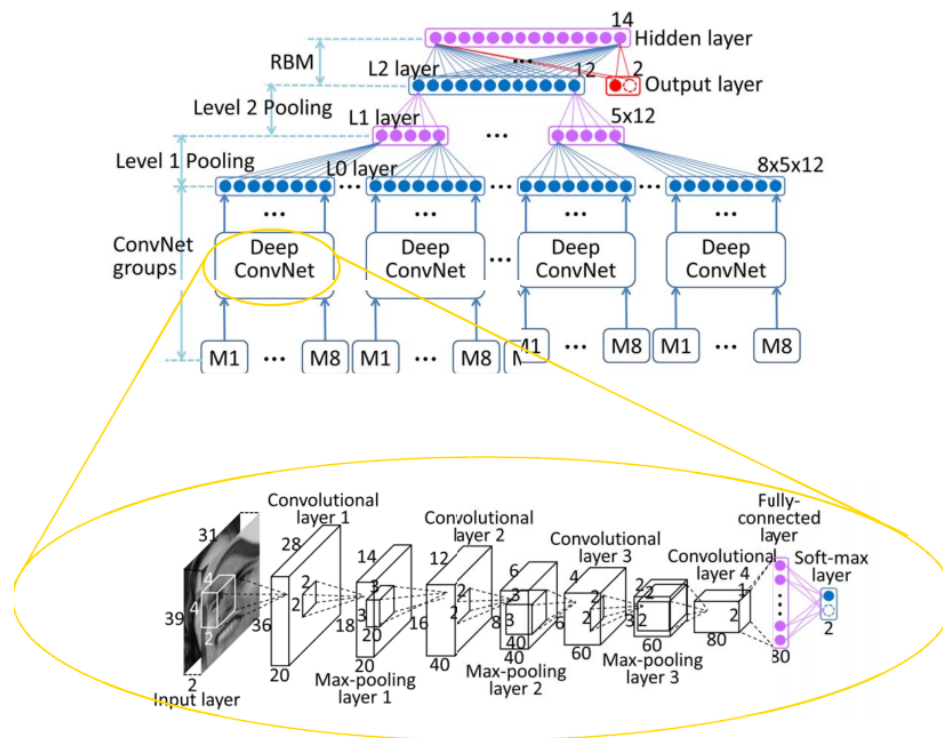 14
Hidden layer
RBM
...
L2 layer
12
2
Output layer
Level 2 Pooling
L1 layer
...
5x12
Level 1 Pooling
L0 layer
8x5x12
... ... ...
... ... ... ...
ConvNet
groups
Deep
ConvNet
Deep
ConvNet
...
Deep
ConvNet
Deep
ConvNet
M1 ... M8
M1 ... M8
M1 ... M8
M1 ... M8
Convolutional
layer 1
Convolutional
layer 2
Convolutional
layer 3
Convolutional
layer 4
Fully-
connected
layer
Soft-max
layer
31
39
4
4
2
2
Input layer
28
36
2
2
20
14
18
3
3
20
20
Max-pooling
layer 1
12
16
2
2
40
6
8
3
3
40
40
Max-pooling
layer 2
4
6
2
2
60
2
3
2
2
60
Max-pooling
layer 3
1
2
80
80
2